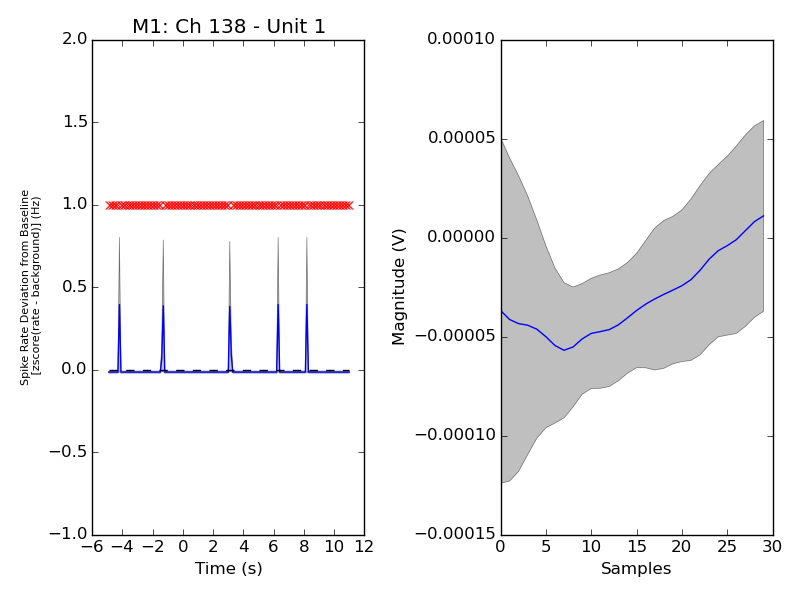 M1: Ch 138 - Unit 1
2.0
1.5
1.0
0.5
0.0
−0.5
−1.0
−6 −4 −2 0 2 4 6 8 10 12
Time (s)
Spike Rate Deviation from Baseline
[zscore(rate - background)] (Hz)
0.00010
0.00005
0.00000
−0.00005
−0.00010
−0.00015
0 5 10 15 20 25 30
Samples
Magnitude (V)